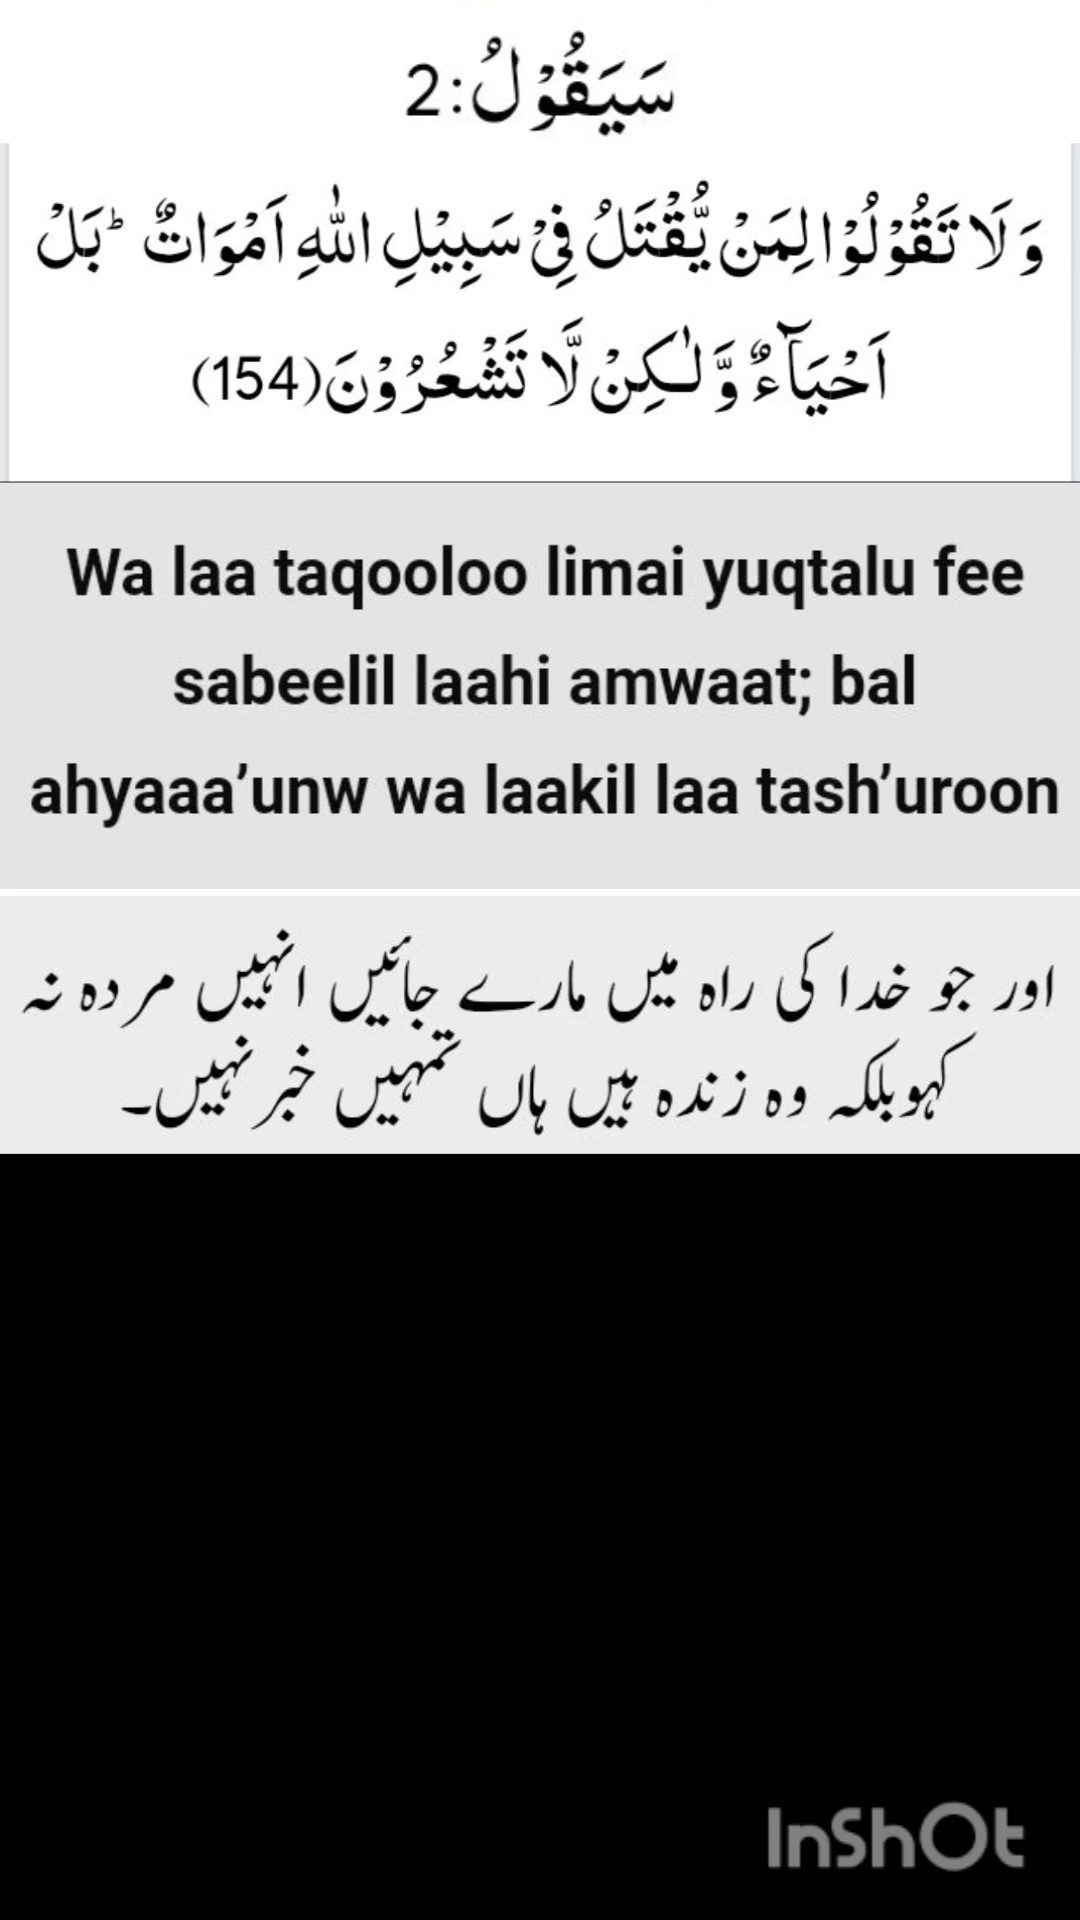 سَيَقُوْلُ:2
وَ لَا تَقُوْلُوْا لِمَنْ یُّقْتَلُ فِیْ سَبِیْلِ اللّٰهِ اَمْوَاتٌؕ بَلْ
اَحْیَآءٌ وَّ لٰـكِنْ لَّا تَشْعُرُوْنَ(154)
Wa laa taqooloo limai yuqtalu fee
sabeelil laahi amwaat; bal
ahyaaa’unw wa laakil laa tash’uroon
اور جو خدا کی راہ میں مارے جائیں انہیں مردہ نہ
کہو بلکہ وہ زندہ ہیں ہاں تمہیں خبر نہیں۔
InShOt